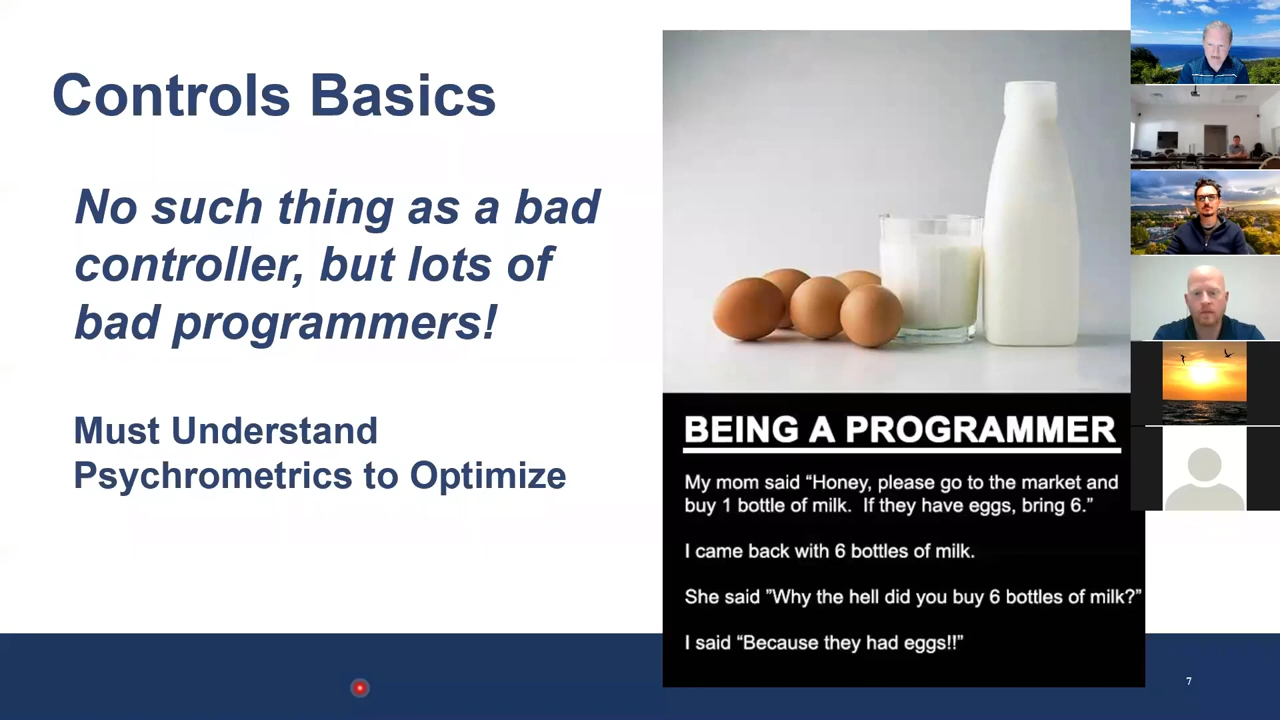 Controls Basics
No such thing as a bad
controller, but lots of
bad programmers!
Must Understand
Psychrometrics to Optimize
BEING A PROGRAMMER
My mom said “Honey, please go to the market and
buy 1 bottle of milk. If they have eggs, bring 6.”
I came back with 6 bottles of milk.
She said ”Why the hell did you buy 6 bottles of milk?”
I said “Because they had eggs!!”
7